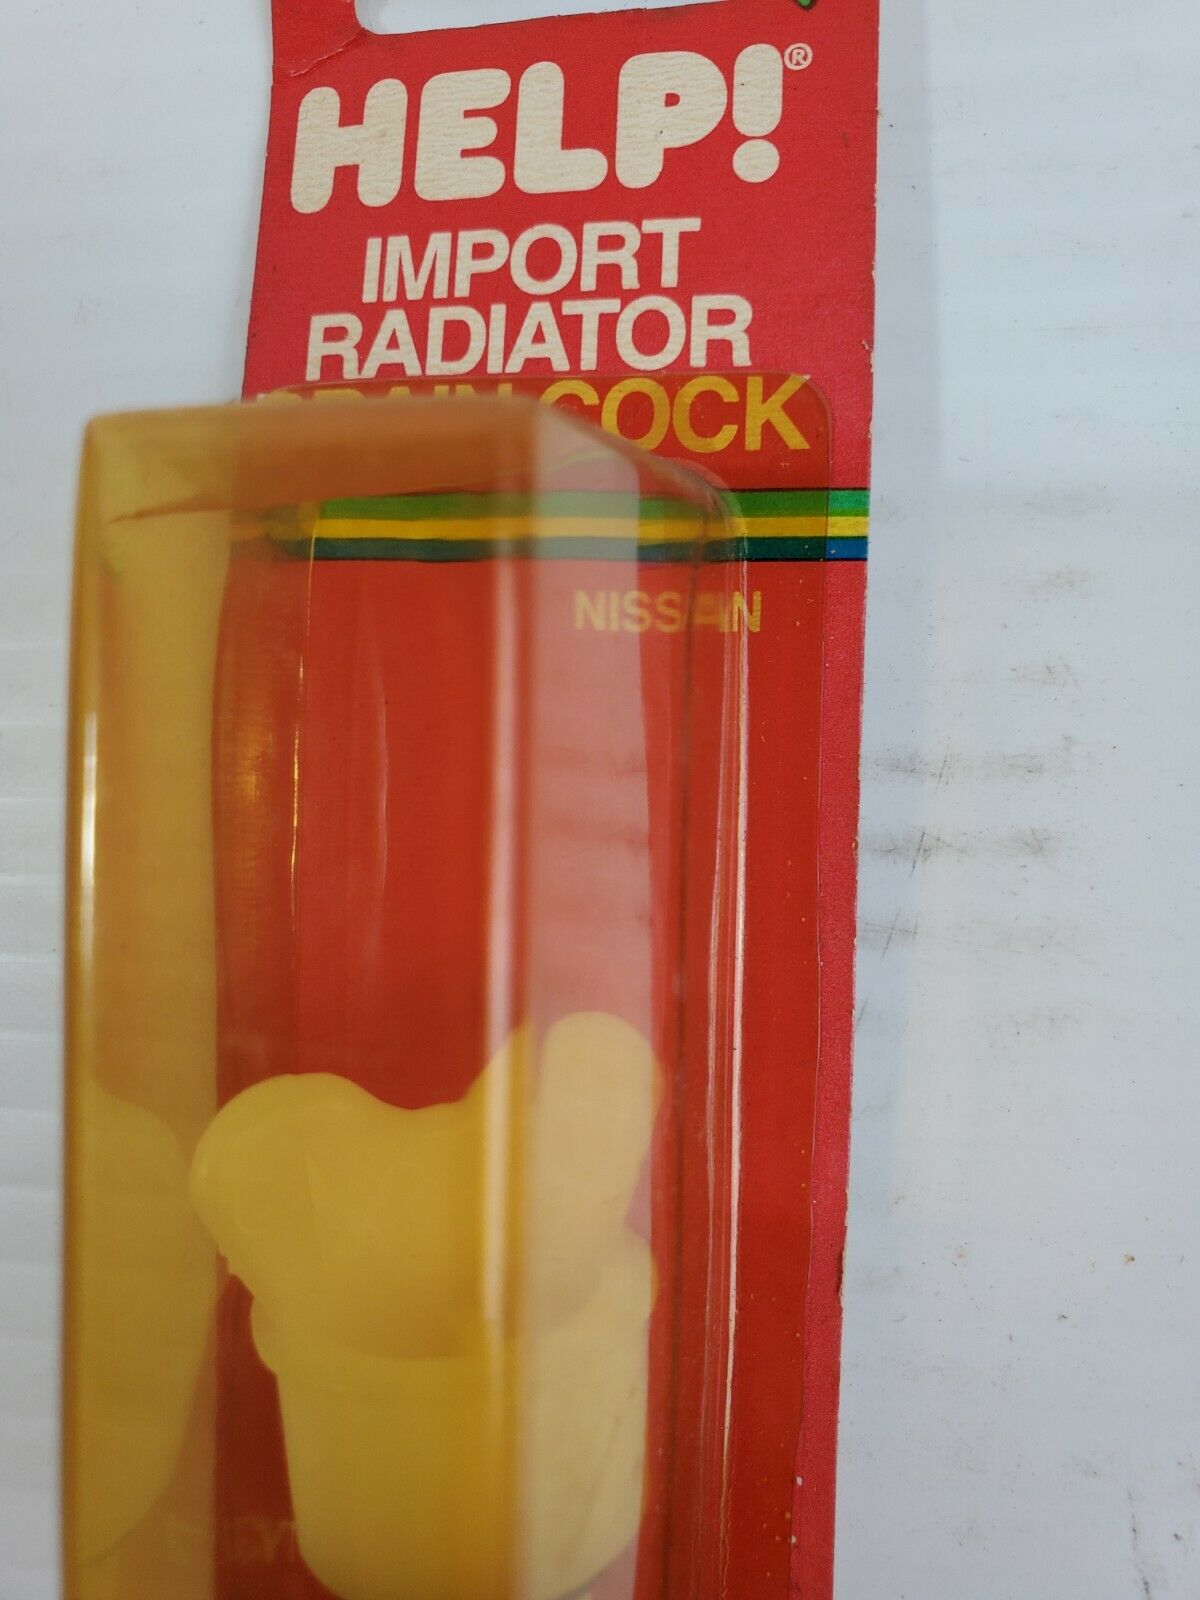 HELP!®
IMPORT
RADIATOR
DRAIN COCK
NISSAN